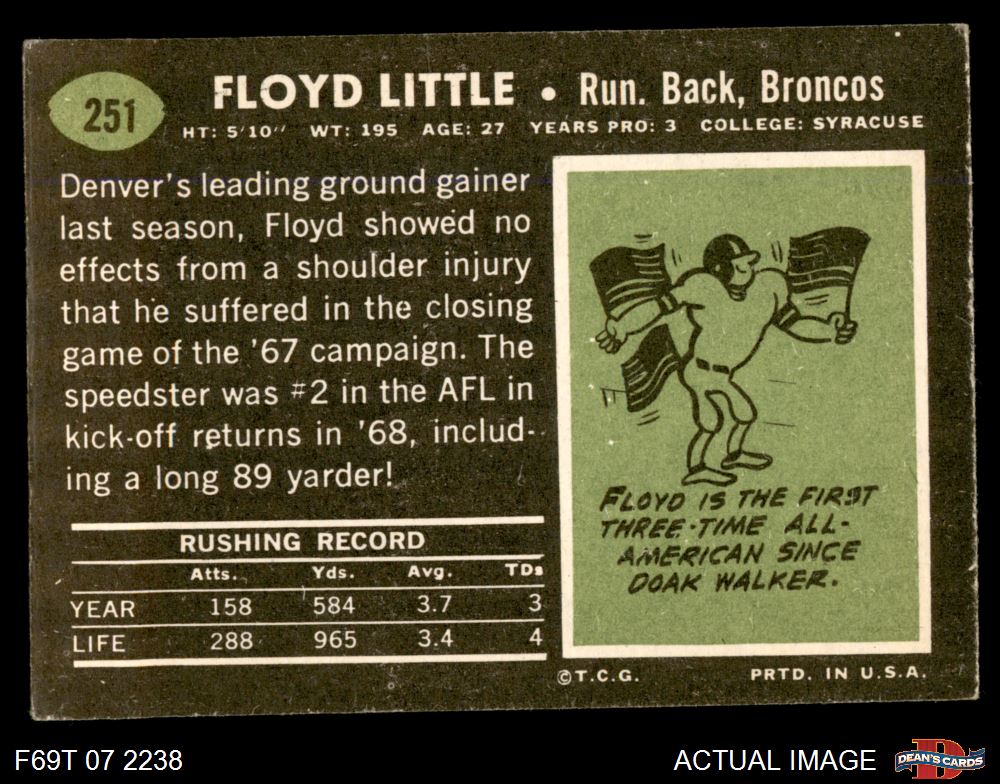 251
FLOYD LITTLE • Run. Back, Broncos
HT: 5'10" WT: 195 AGE: 27 YEARS PRO: 3 COLLEGE: SYRACUSE
Denver's leading ground gainer
last season, Floyd showed no
effects from a shoulder injury
that he suffered in the closing
game of the '67 campaign. The
speedster was #2 in the AFL in
kick-off returns in '68, includ-
ing a long 89 yarder!
RUSHING RECORD
Atts. Yds. Avg. TDs
YEAR 158 584 3.7 3
LIFE 288 965 3.4 4
FLOYD IS THE FIRST
THREE-TIME ALL-
AMERICAN SINCE
DOAK WALKER.
©T.C.G. PRTD. IN U.S.A.
F69T 07 2238
ACTUAL IMAGE
D
DEAN'S CARDS